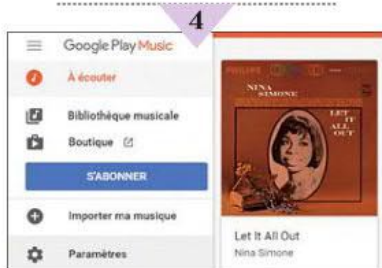 4
Google Play Music
À écouter
Bibliothèque musicale
Boutique
S'ABONNER
Importer ma musique
Paramètres
PHILIPS
NINA
SIMONE
LET
IT
ALL
OUT
Let It All Out
Nina Simone